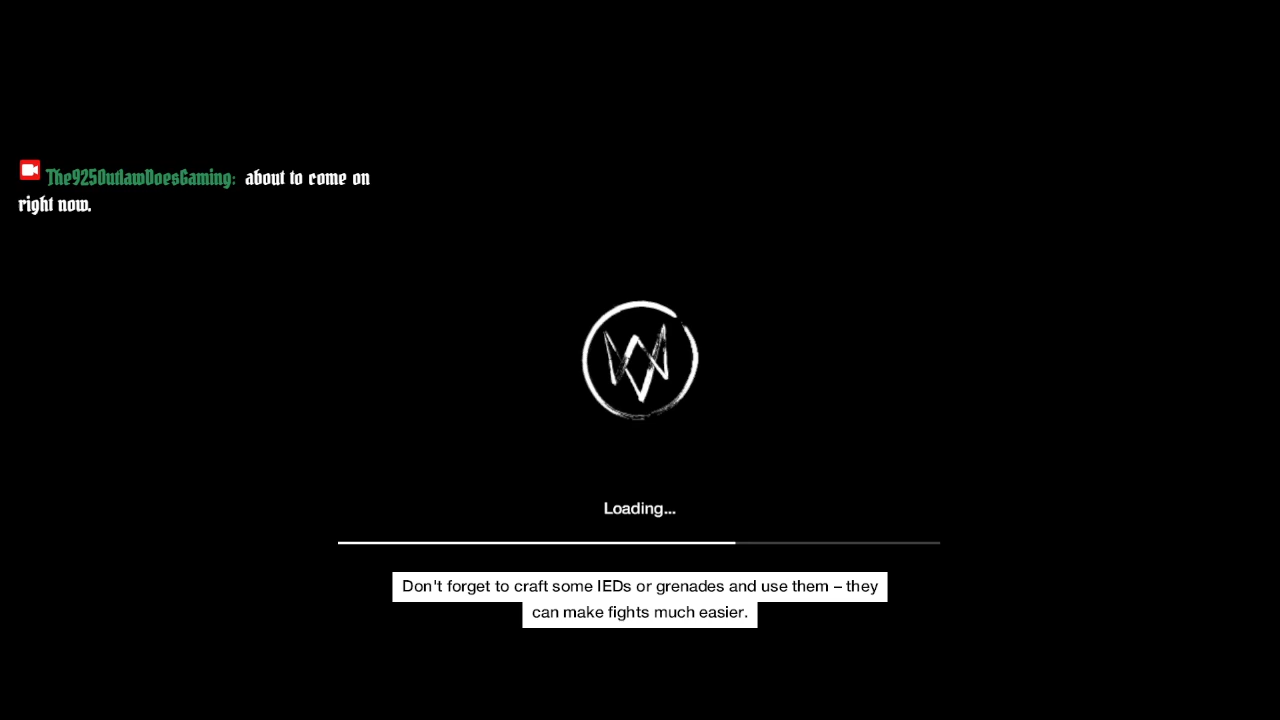 The925OutlawDoesGaming: about to come on
right now.
Loading...
Don't forget to craft some IEDs or grenades and use them – they
can make fights much easier.